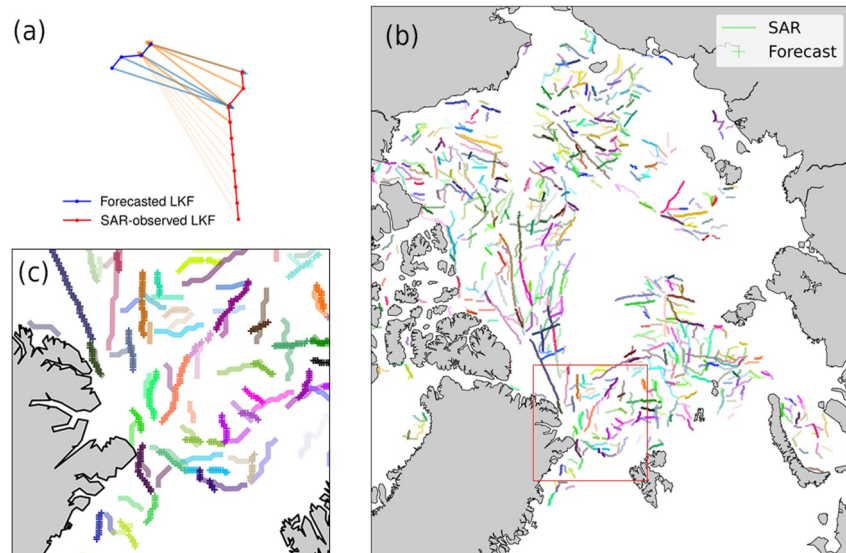 (a)
Forecasted LKF
SAR-observed LKF
(b)
SAR
Forecast
(c)